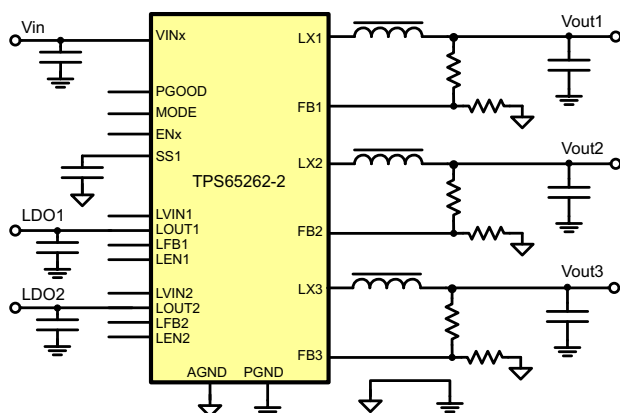 Vin
VINx
LX1
Vout1
PGOOD
MODE
ENx
SS1
FB1
TPS65262-2
LX2
Vout2
LDO1
LVIN1
LOUT1
LFB1
LEN1
FB2
LDO2
LVIN2
LOUT2
LFB2
LEN2
LX3
Vout3
FB3
AGND
PGND